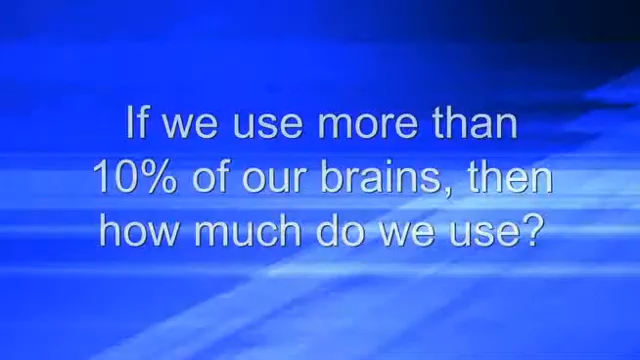 If we use more than
10% of our brains, then
how much do we use?